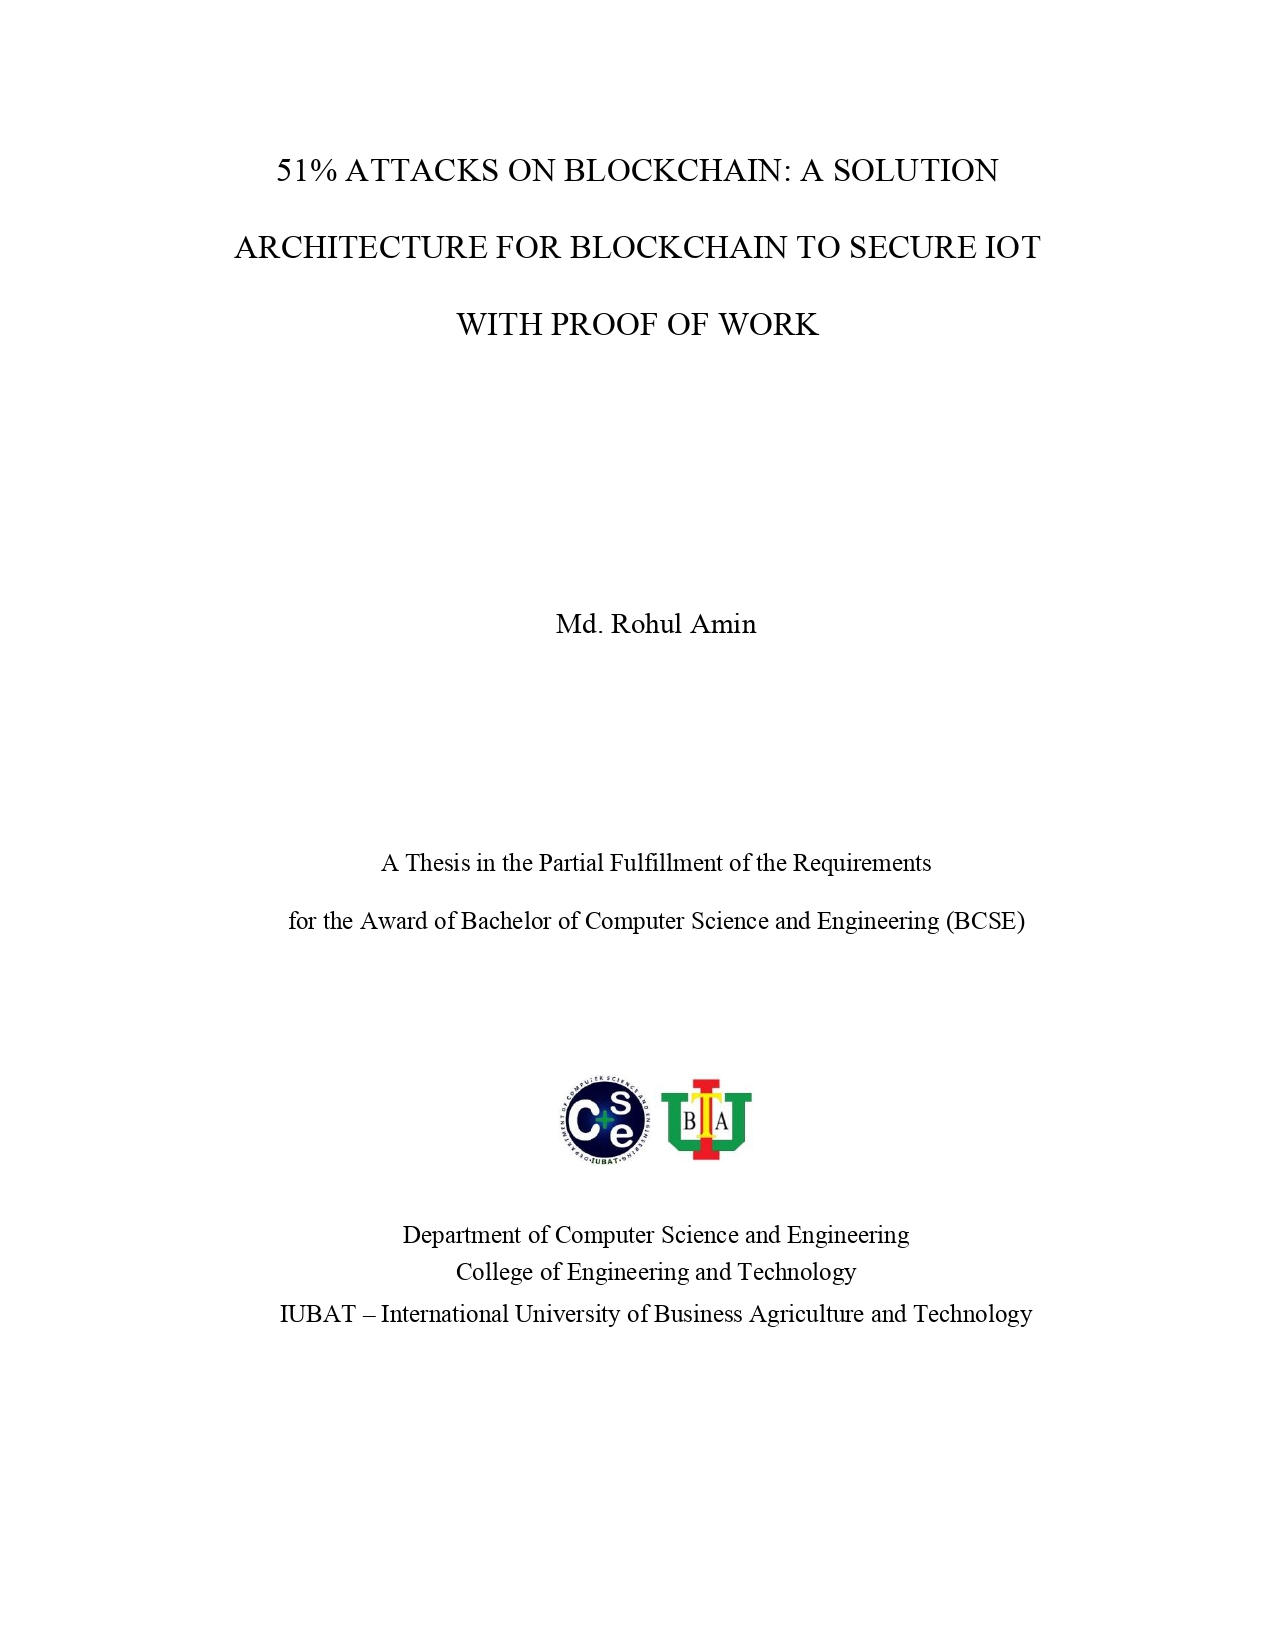 51% ATTACKS ON BLOCKCHAIN: A SOLUTION
ARCHITECTURE FOR BLOCKCHAIN TO SECURE IOT
WITH PROOF OF WORK
Md. Rohul Amin
A Thesis in the Partial Fulfillment of the Requirements
for the Award of Bachelor of Computer Science and Engineering (BCSE)
DEPARTMENT OF COMPUTER SCIENCE AND ENGINEERING
CSe
•IUBAT•
IUBAT
Department of Computer Science and Engineering
College of Engineering and Technology
IUBAT – International University of Business Agriculture and Technology